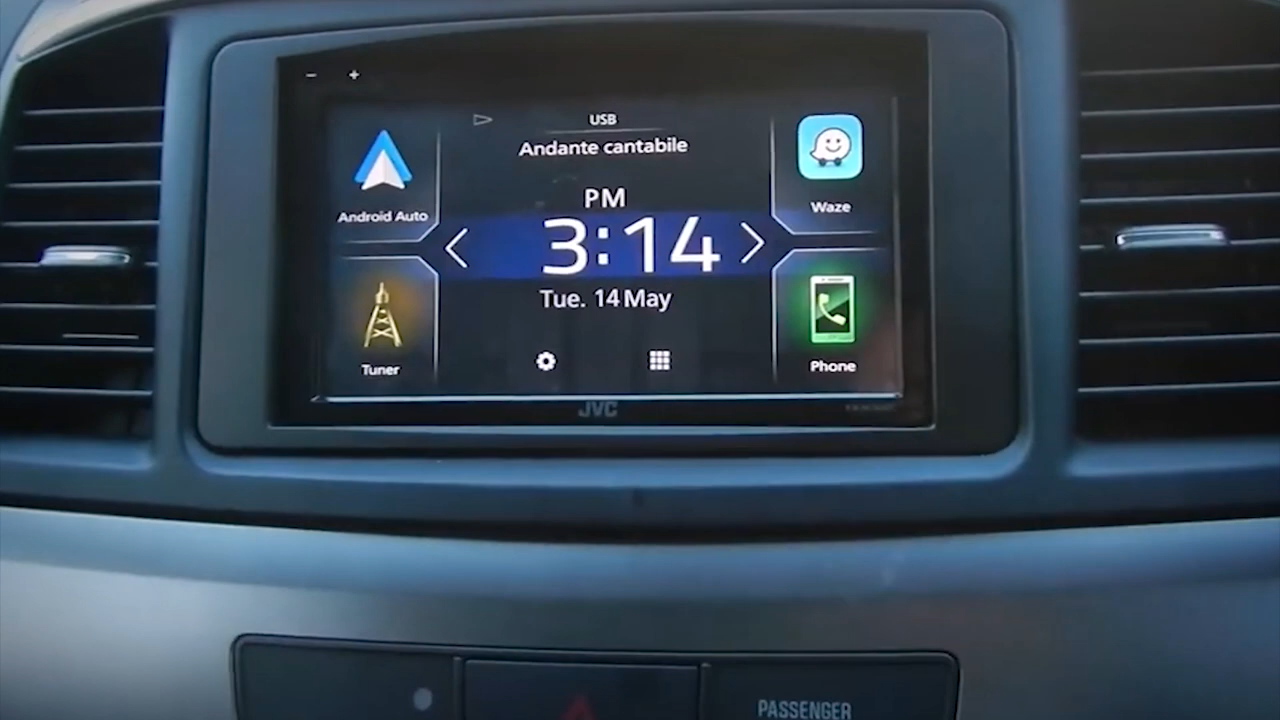 − +
USB
Andante cantabile
Android Auto
Waze
PM
3:14
Tue. 14 May
Tuner
Phone
JVC
PASSENGER